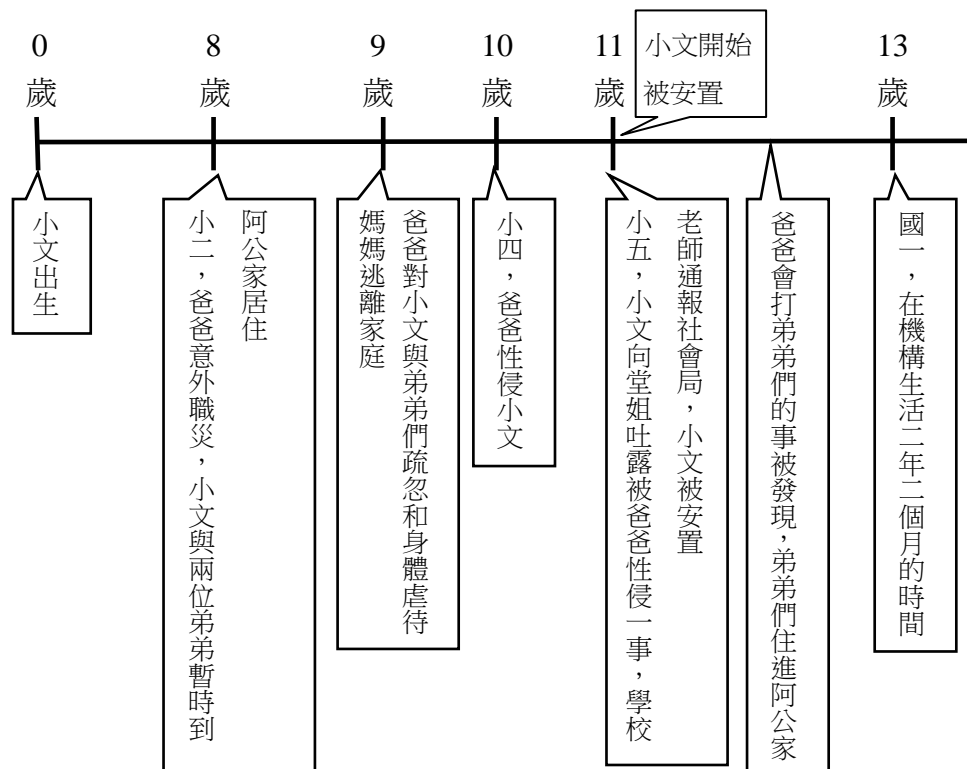 0
歲
8
歲
9
歲
10
歲
11
歲
小文開始
被安置
13
歲
小文出生
小二，爸爸意外職災，小文與兩位弟弟暫時到
阿公家居住
媽媽逃離家庭
爸爸對小文與弟弟們疏忽和身體虐待
小四，爸爸性侵小文
小五，小文向堂姐吐露被爸爸性侵一事，學校
老師通報社會局，小文被安置
爸爸會打弟弟們的事被發現，弟弟們住進阿公家
國一，在機構生活二年二個月的時間